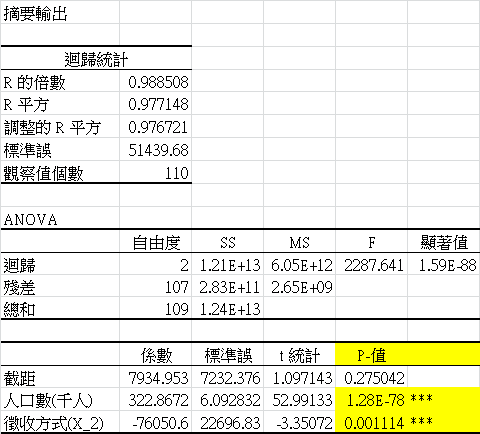 摘要輸出
迴歸統計
R 的倍數 0.988508
R 平方 0.977148
調整的 R 平方 0.976721
標準誤 51439.68
觀察值個數 110
ANOVA
自由度 SS MS F 顯著值
迴歸 2 1.21E+13 6.05E+12 2287.641 1.59E-88
殘差 107 2.83E+11 2.65E+09
總和 109 1.24E+13
係數 標準誤 t 統計 P-值
截距 7934.953 7232.376 1.097143 0.275042
人口數(千人) 322.8672 6.092832 52.99133 1.28E-78 ***
徵收方式(X_2) -76050.6 22696.83 -3.35072 0.001114 ***